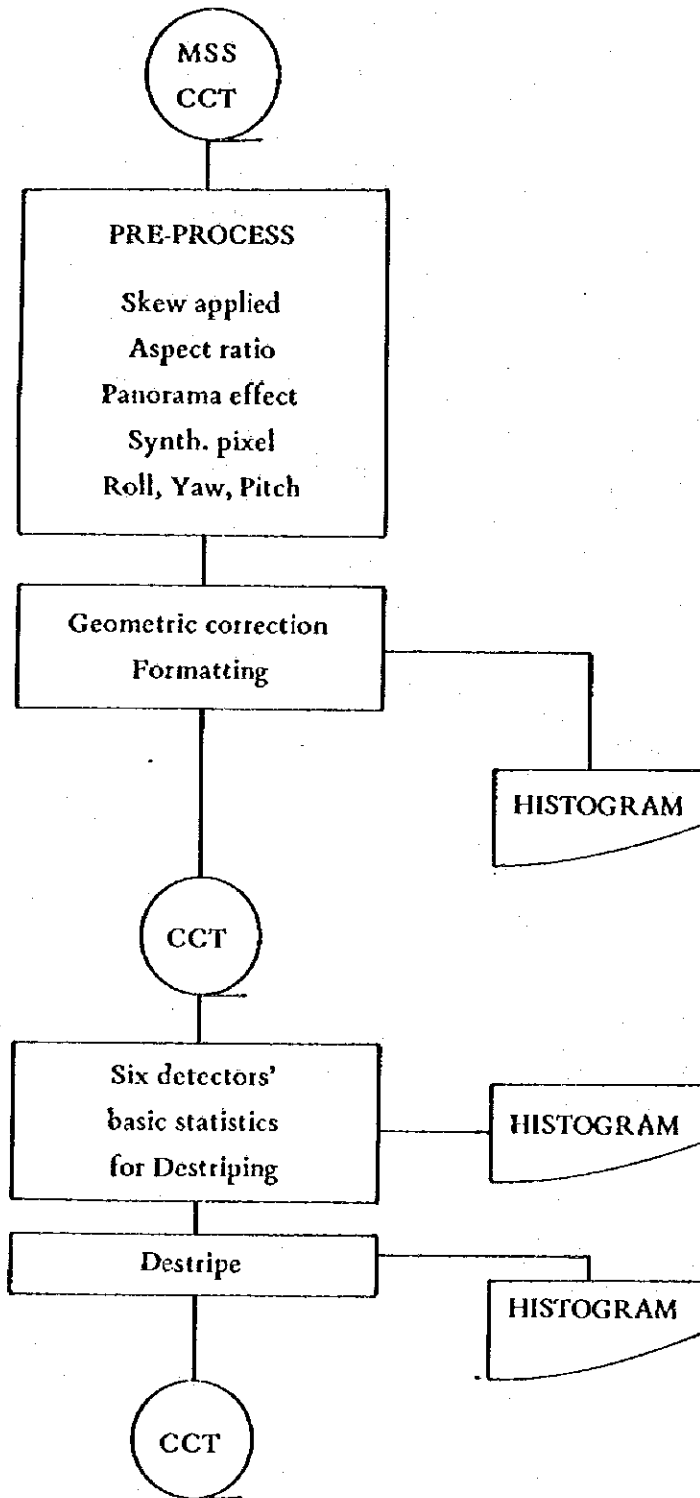 MSS
CCT
PRE-PROCESS
Skew applied
Aspect ratio
Panorama effect
Synth. pixel
Roll, Yaw, Pitch
Geometric correction
Formatting
HISTOGRAM
CCT
Six detectors'
basic statistics
for Destriping
HISTOGRAM
Destripe
HISTOGRAM
CCT